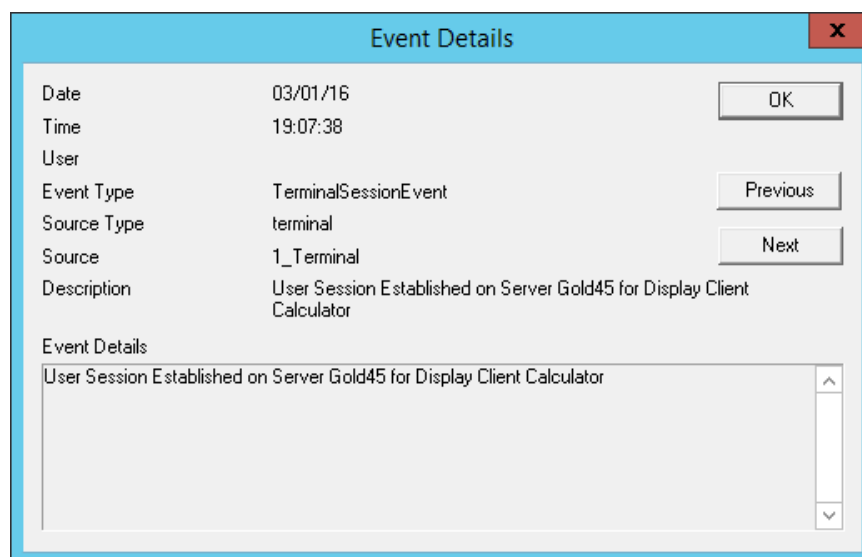 Event Details
x
Date 03/01/16
OK
Time 19:07:38
User
Event Type TerminalSessionEvent
Previous
Source Type terminal
Source 1_Terminal
Next
Description User Session Established on Server Gold45 for Display Client
Calculator
Event Details
User Session Established on Server Gold45 for Display Client Calculator